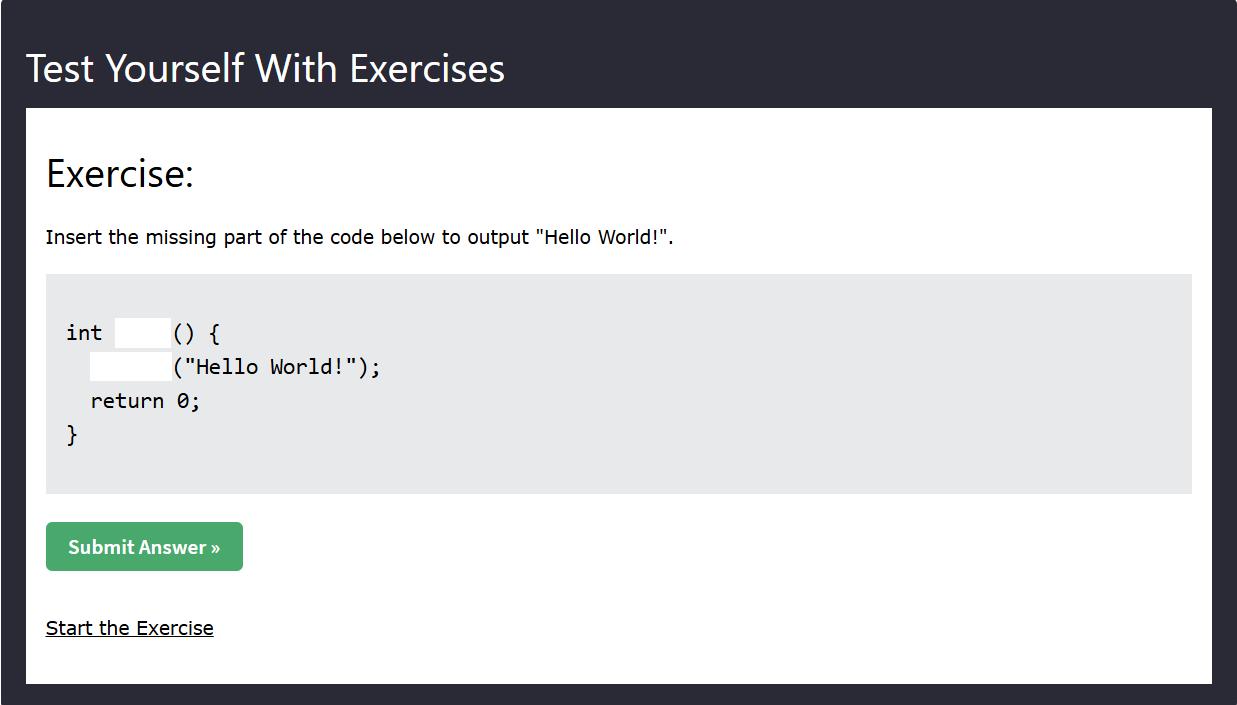 Test Yourself With Exercises
Exercise:
Insert the missing part of the code below to output "Hello World!".
int () {
("Hello World!");
return 0;
}
Submit Answer »
Start the Exercise